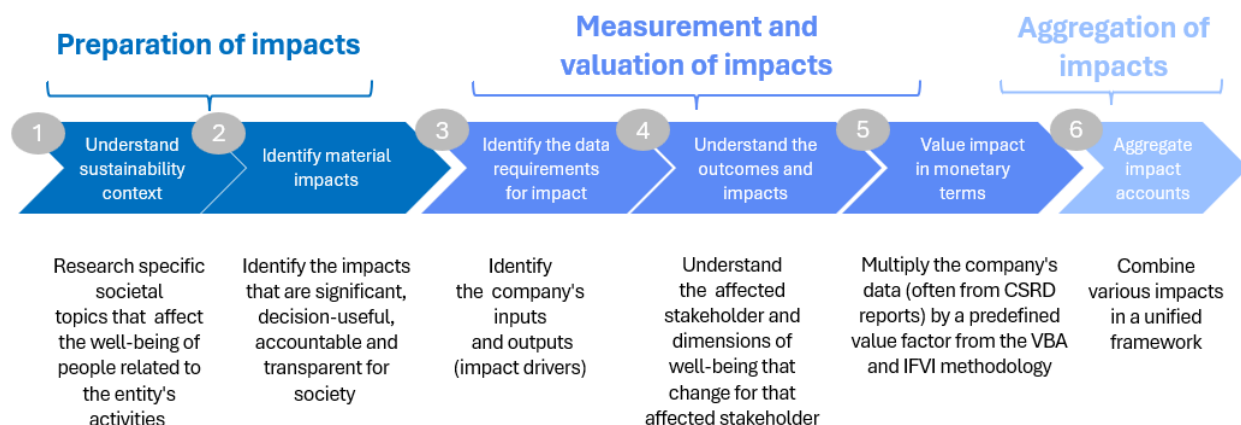 Preparation of impacts
Measurement and
valuation of impacts
Aggregation of
impacts
1
Understand
sustainability
context
2
Identify material
impacts
3
Identify the data
requirements
for impact
4
Understand the
outcomes and
impacts
5
Value impact
in monetary
terms
6
Aggregate
impact
accounts
Research specific
societal
topics that affect
the well-being of
people related to
the entity's
activities
Identify the impacts
that are significant,
decision-useful,
accountable and
transparent for
society
Identify
the company's
inputs
and outputs
(impact drivers)
Understand
the affected
stakeholder and
dimensions of
well-being that
change for that
affected stakeholder
Multiply the company's
data (often from CSRD
reports) by a predefined
value factor from the VBA
and IFVI methodology
Combine
various impacts
in a unified
framework